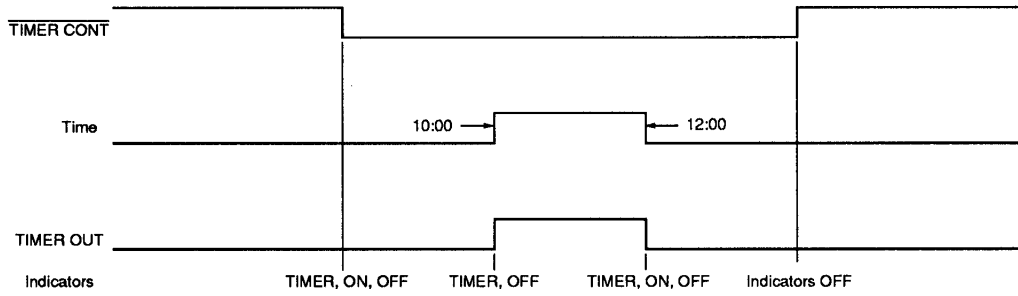 TIMER CONT
Time 10:00 12:00
TIMER OUT
Indicators TIMER, ON, OFF TIMER, OFF TIMER, ON, OFF Indicators OFF